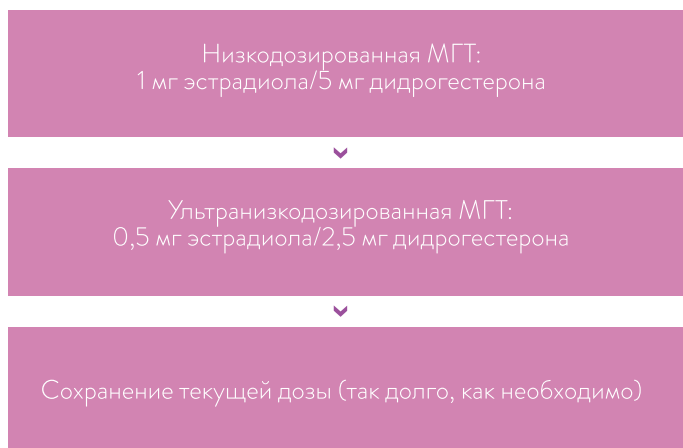 Низкодозированная МГТ:
1 мг эстрадиола/5 мг дидрогестерона
Ультранизкодозированная МГТ:
0,5 мг эстрадиола/2,5 мг дидрогестерона
Сохранение текущей дозы (так долго, как необходимо)